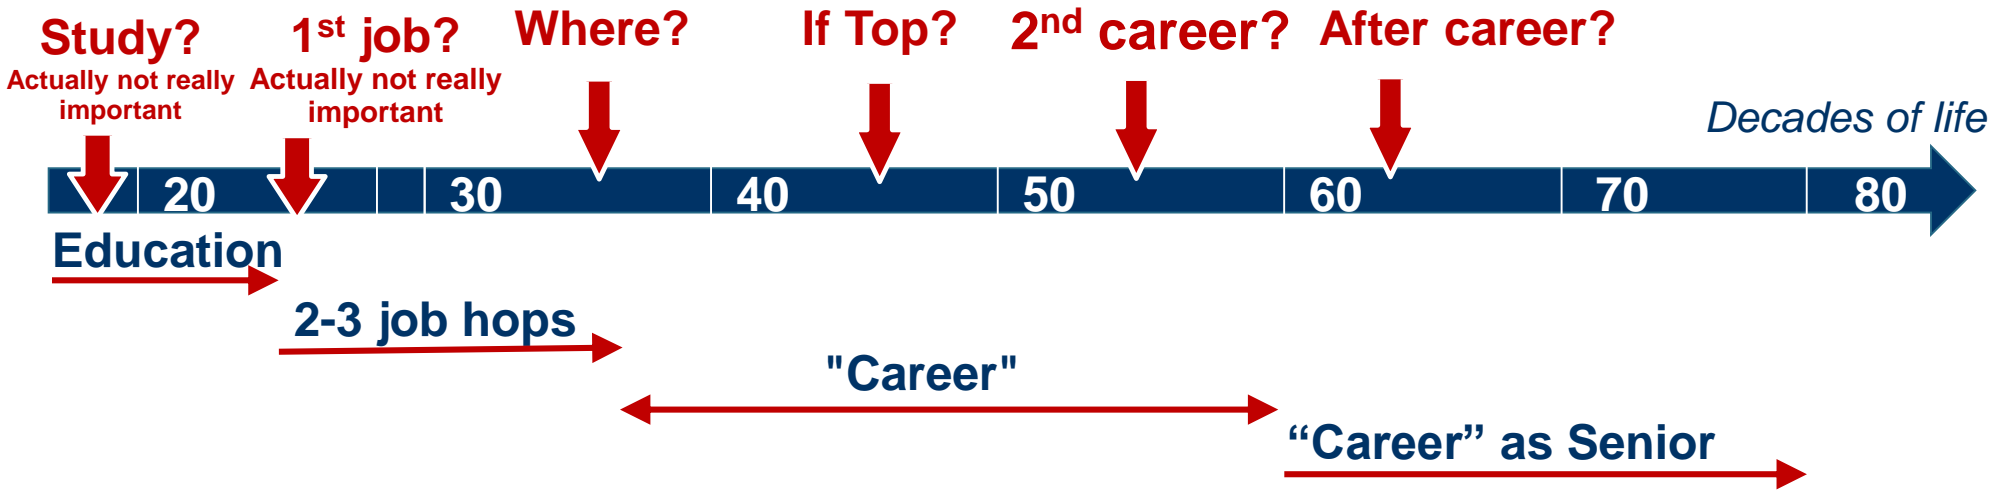 Study?
Actually not really
important
1st job?
Actually not really
important
Where?
If Top?
2nd career?
After career?
Decades of life
20 30 40 50 60 70 80
Education
2-3 job hops
"Career"
“Career” as Senior